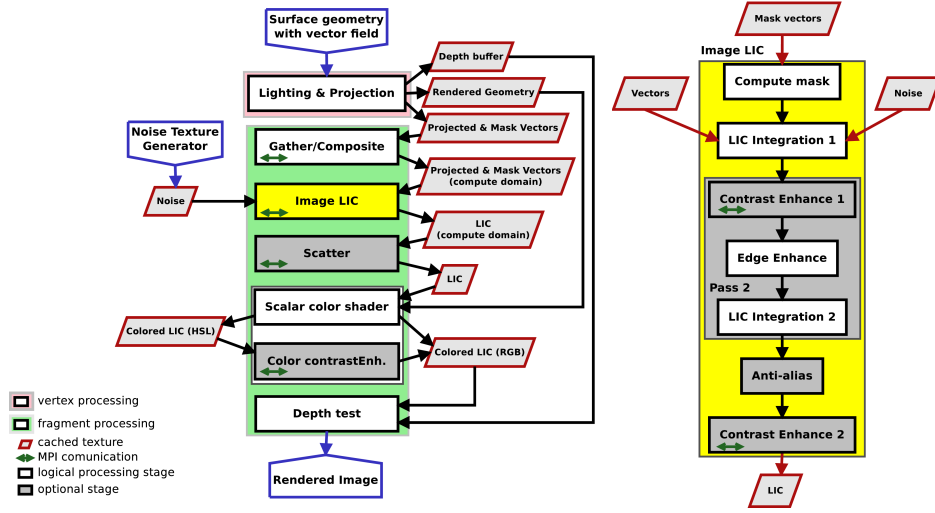 Surface geometry
with vector field
Depth buffer
Lighting & Projection
Rendered Geometry
Projected & Mask Vectors
Noise Texture
Generator
Gather/Composite
Projected & Mask Vectors
(compute domain)
Noise
Image LIC
LIC
(compute domain)
Scatter
LIC
Scalar color shader
Colored LIC (HSL)
Color contrastEnh.
Colored LIC (RGB)
Depth test
Rendered Image
vertex processing
fragment processing
cached texture
MPI comunication
logical processing stage
optional stage
Mask vectors
Image LIC
Compute mask
Vectors
Noise
LIC Integration 1
Contrast Enhance 1
Edge Enhance
Pass 2
LIC Integration 2
Anti-alias
Contrast Enhance 2
LIC